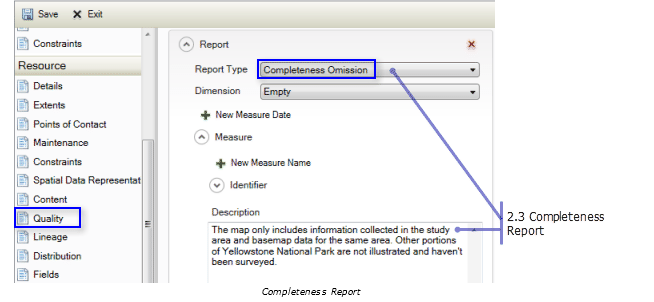 Save Exit
Constraints
Resource
Details
Extents
Points of Contact
Maintenance
Constraints
Spatial Data Representat
Content
Quality
Lineage
Distribution
Fields
Report
Report Type Completeness Omission
Dimension Empty
New Measure Date
Measure
New Measure Name
Identifier
Description
The map only includes information collected in the study
area and basemap data for the same area. Other portions
of Yellowstone National Park are not illustrated and haven't
been surveyed.
2.3 Completeness
Report
Completeness Report